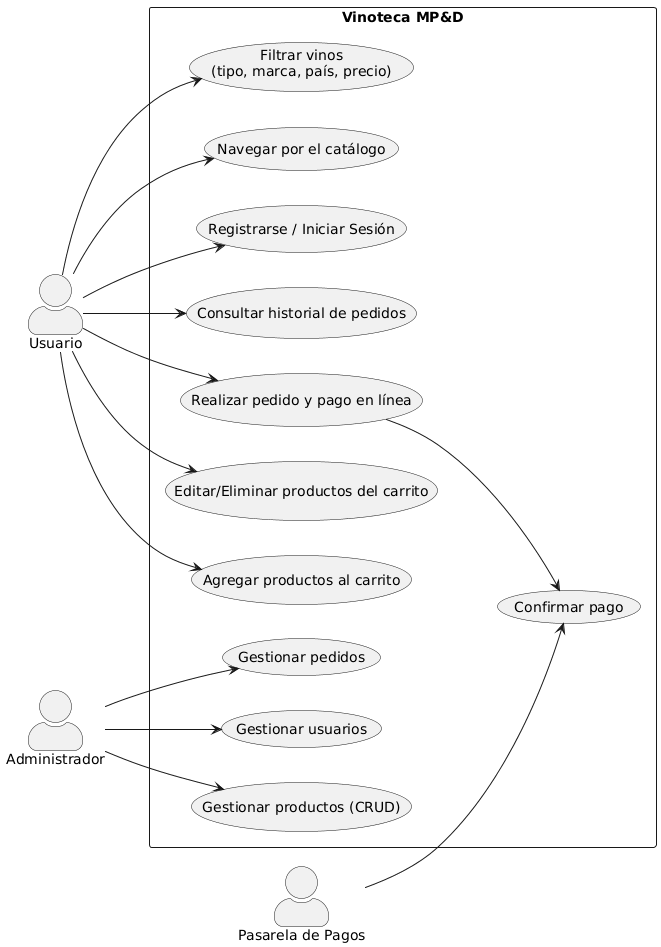 Vinoteca MP&D
Filtrar vinos
(tipo, marca, país, precio)
Navegar por el catálogo
Registrarse / Iniciar Sesión
Consultar historial de pedidos
Usuario
Realizar pedido y pago en línea
Editar/Eliminar productos del carrito
Agregar productos al carrito
Confirmar pago
Gestionar pedidos
Gestionar usuarios
Administrador
Gestionar productos (CRUD)
Pasarela de Pagos